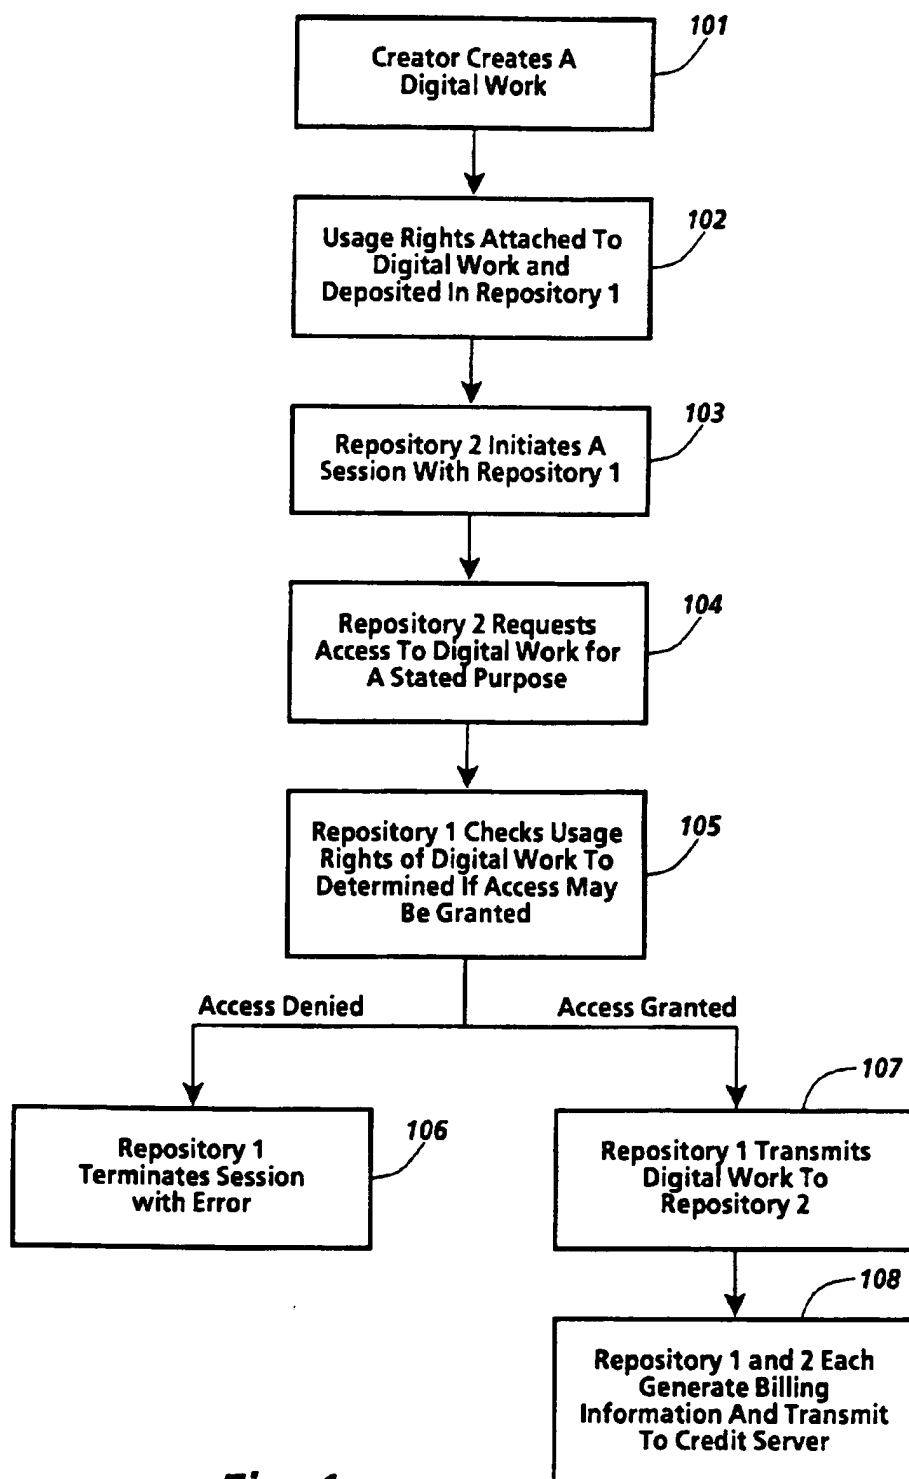 101
Creator Creates A
Digital Work
102
Usage Rights Attached To
Digital Work and
Deposited In Repository 1
103
Repository 2 Initiates A
Session With Repository 1
104
Repository 2 Requests
Access To Digital Work for
A Stated Purpose
105
Repository 1 Checks Usage
Rights of Digital Work To
Determined If Access May
Be Granted
Access Denied
Access Granted
106
Repository 1
Terminates Session
with Error
107
Repository 1 Transmits
Digital Work To
Repository 2
108
Repository 1 and 2 Each
Generate Billing
Information And Transmit
To Credit Server